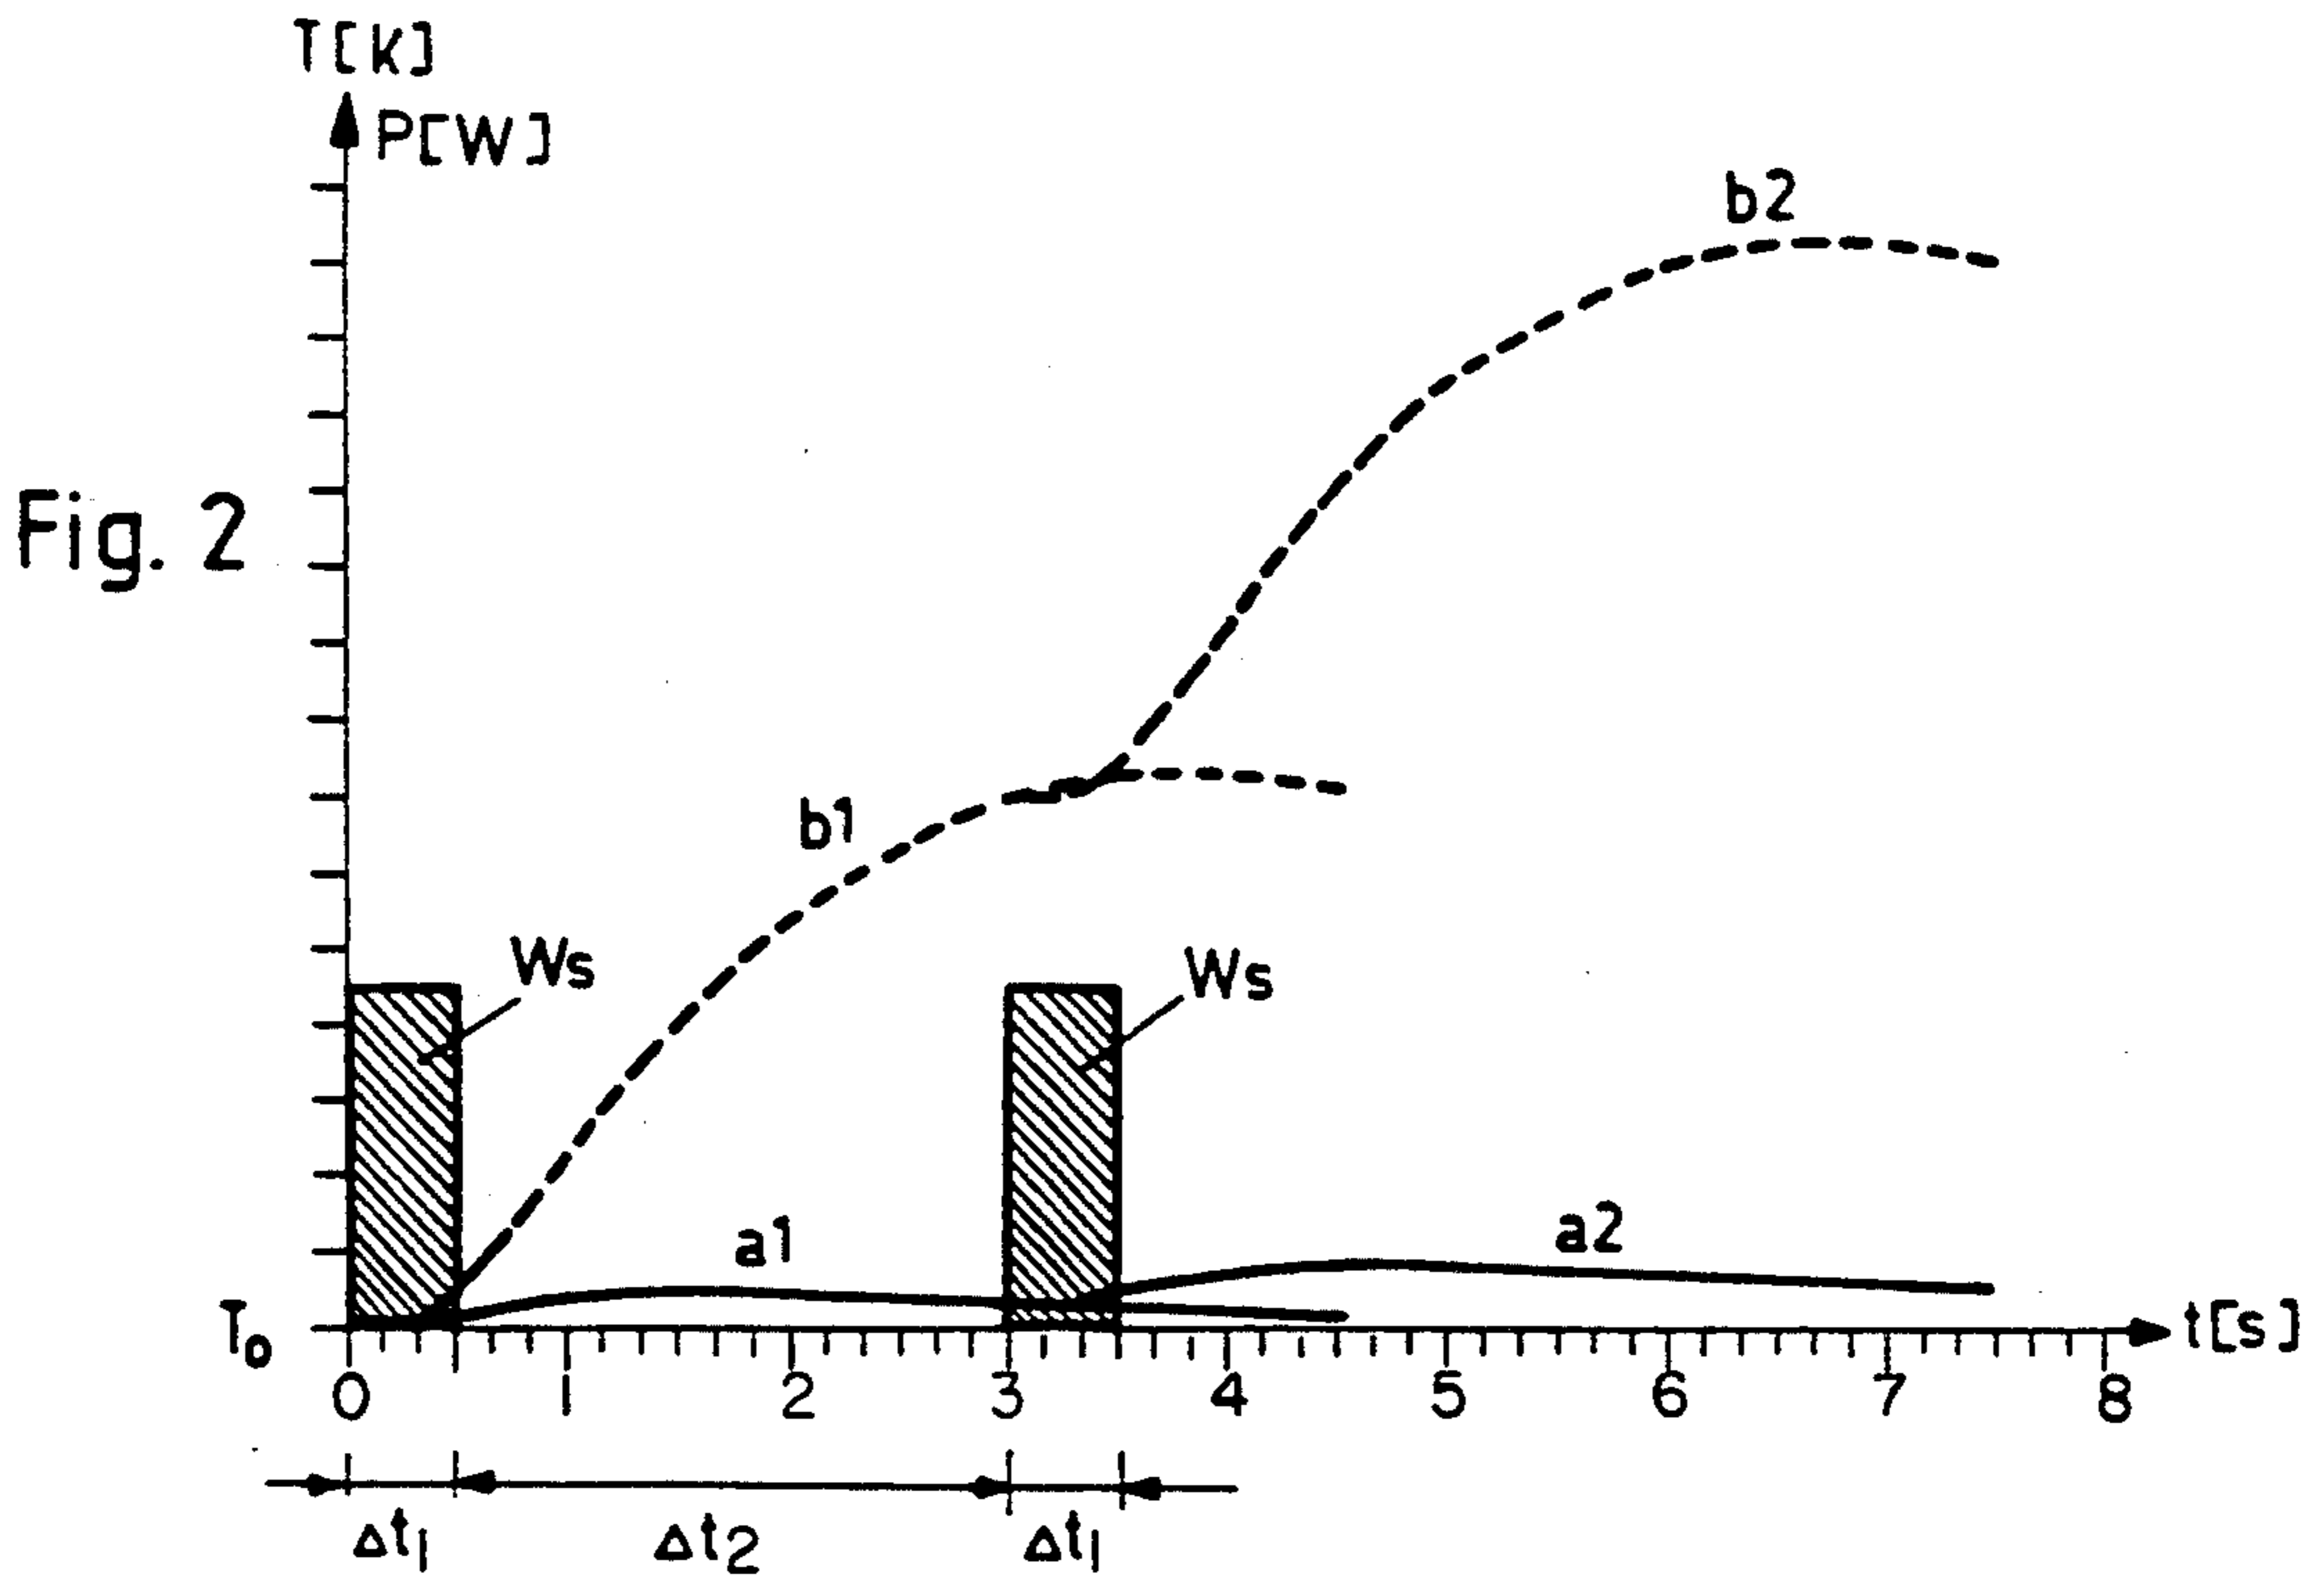 T[K]
P[W]
b2
Fig. 2
b1
Ws
Ws
a1
a2
T₀
t[s]
0 1 2 3 4 5 6 7 8
Δt₁ Δt₂ Δt₁